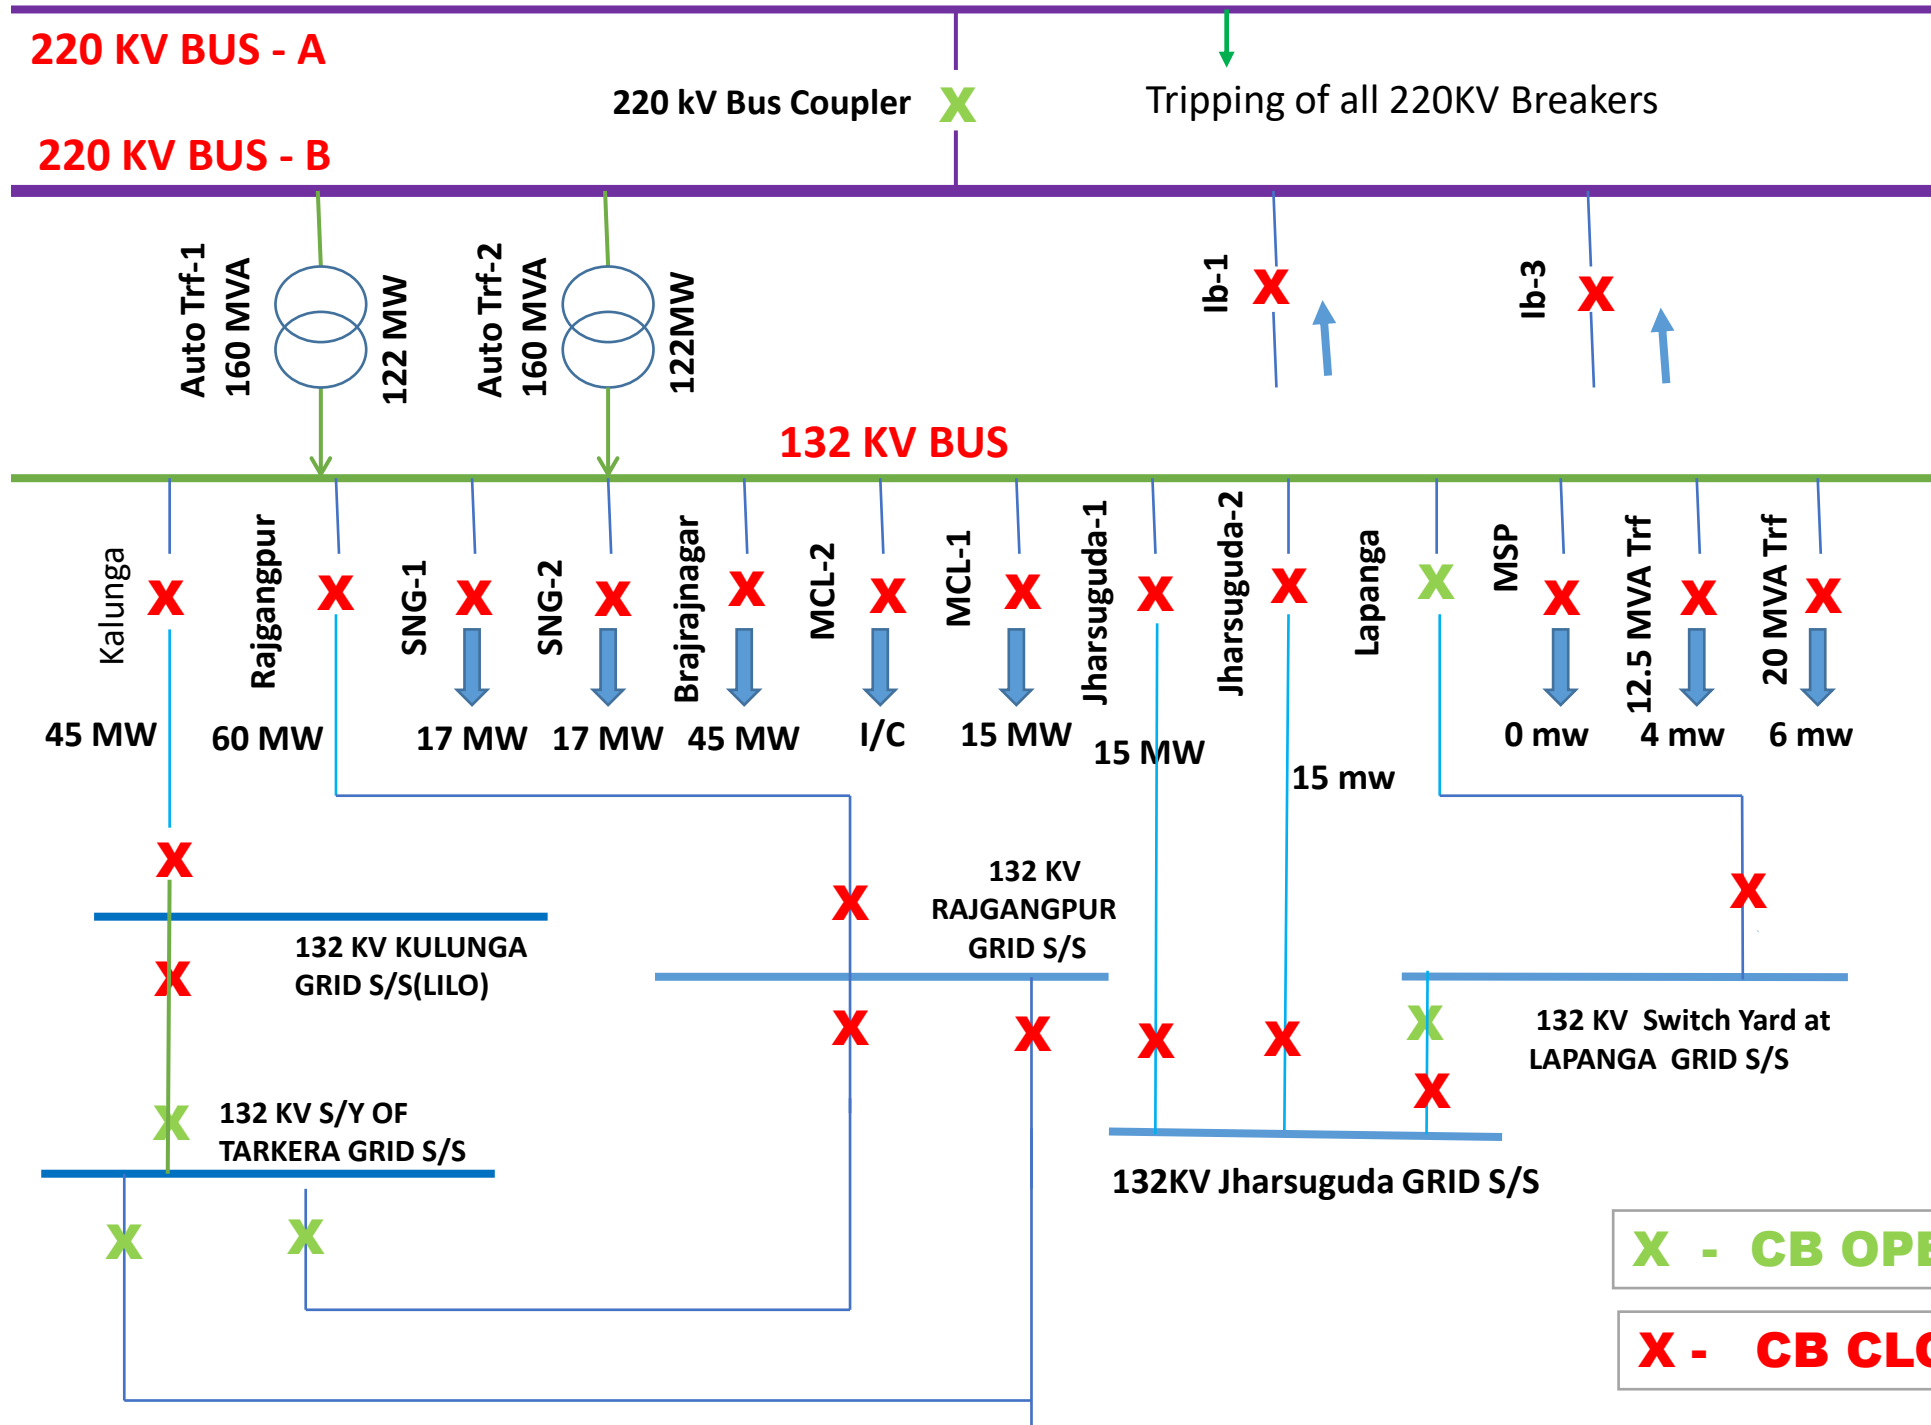 220 KV BUS - A
220 kV Bus Coupler
X
Tripping of all 220KV Breakers
220 KV BUS - B
Auto Trf-1
160 MVA
122 MW
Auto Trf-2
160 MVA
122MW
Ib-1
X
Ib-3
X
132 KV BUS
Kalunga
X
Rajgangpur
X
SNG-1
X
SNG-2
X
Brajrajnagar
X
MCL-2
X
MCL-1
X
Jharsuguda-1
X
Jharsuguda-2
X
Lapanga
X
MSP
X
12.5 MVA Trf
X
20 MVA Trf
X
45 MW
60 MW
17 MW
17 MW
45 MW
I/C
15 MW
15 MW
15 mw
0 mw
4 mw
6 mw
X
X
X
132 KV
RAJGANGPUR
GRID S/S
132 KV KULUNGA
GRID S/S(LILO)
X
X
X
X
X
X
X
X
132 KV Switch Yard at
LAPANGA GRID S/S
132 KV S/Y OF
TARKERA GRID S/S
X
132KV Jharsuguda GRID S/S
X
X
X - CB OPE
X - CB CLO